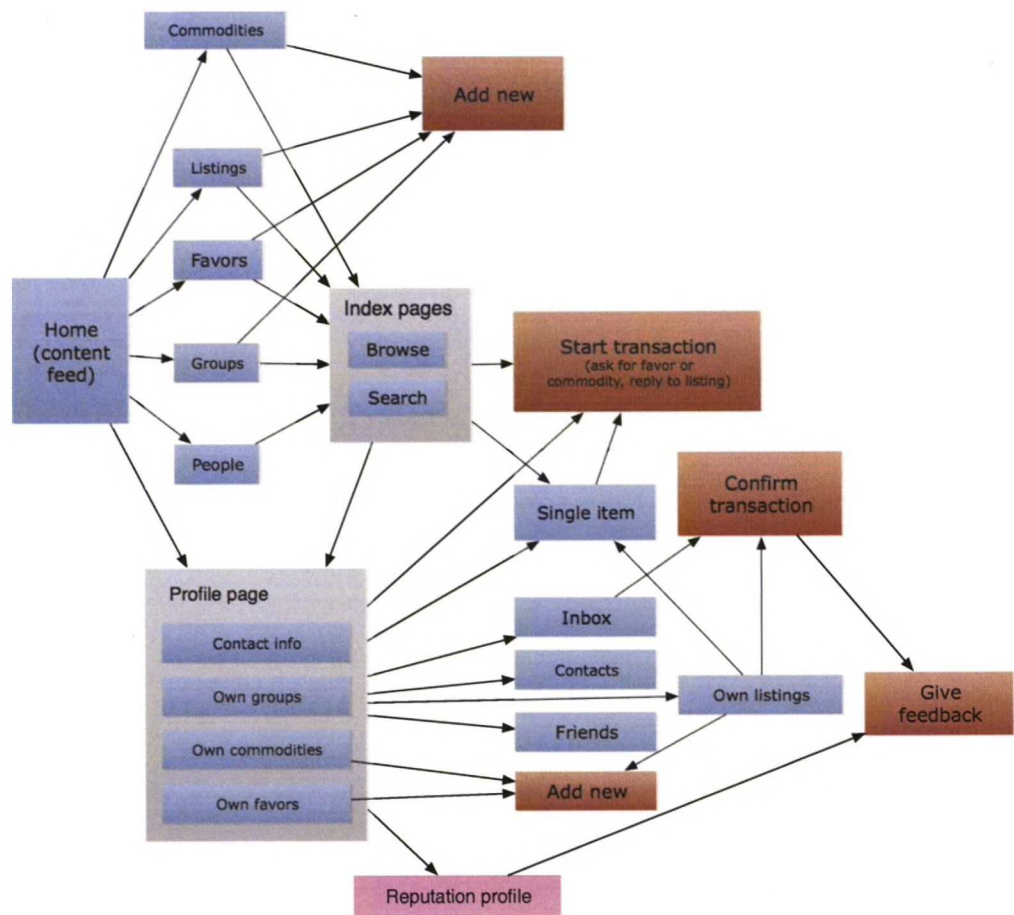 Commodities
Add new
Listings
Favors
Home
(content
feed)
Groups
People
Index pages
Browse
Search
Start transaction
(ask for favor or
commodity, reply to listing)
Single item
Confirm
transaction
Profile page
Contact info
Own groups
Own commodities
Own favors
Inbox
Contacts
Own listings
Friends
Add new
Give
feedback
Reputation profile